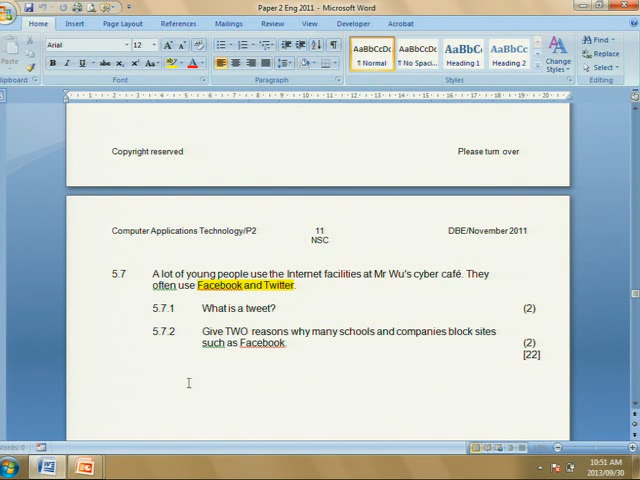 Paper 2 Eng 2011 - Microsoft Word
Home Insert Page Layout References Mailings Review View Developer Acrobat
Paste
Arial 12
Find
Replace
Select
AaBbCcDc AaBbCcDc AaBbC AaBbCc
¶ Normal ¶ No Spaci... Heading 1 Heading 2
Change Styles
Clipboard Font Paragraph Styles Editing
Copyright reserved Please turn over
Computer Applications Technology/P2 11 DBE/November 2011
NSC
5.7 A lot of young people use the Internet facilities at Mr Wu's cyber café. They
often use Facebook and Twitter.
5.7.1 What is a tweet? (2)
5.7.2 Give TWO reasons why many schools and companies block sites
such as Facebook. (2)
[22]
Words: 0
10:51 AM
2013/09/30